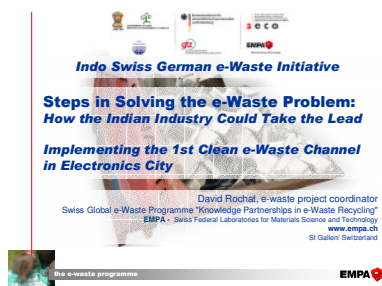 seco
gtz
EMPA
Indo Swiss German e-Waste Initiative
Steps in Solving the e-Waste Problem:
How the Indian Industry Could Take the Lead
Implementing the 1st Clean e-Waste Channel
in Electronics City
David Rochat, e-waste project coordinator
Swiss Global e-Waste Programme "Knowledge Partnerships in e-Waste Recycling"
EMPA - Swiss Federal Laboratories for Materials Science and Technology
www.empa.ch
St Gallen/ Switzerland
the e-waste programme
EMPA